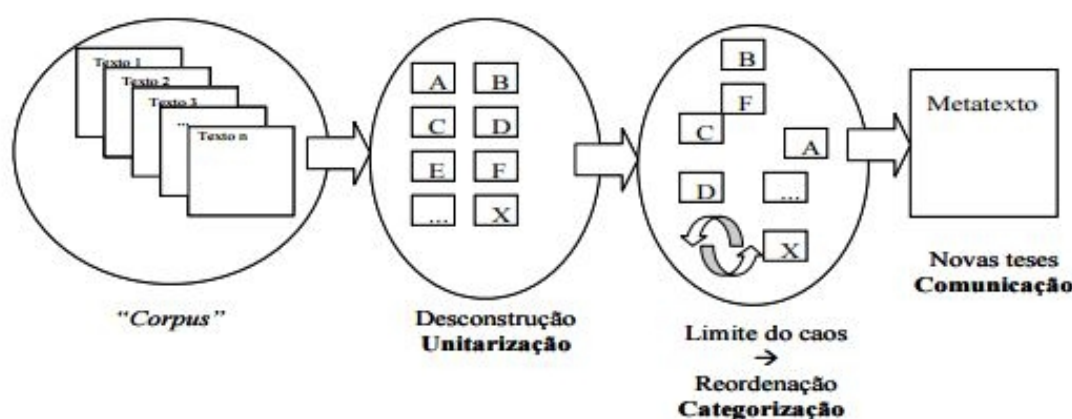 Texto 1
Texto 2
Texto 3
...
Texto n
“Corpus”
A B
C D
E F
... X
Desconstrução
Unitarização
B
F
C
A
D ...
X
Limite do caos
→
Reordenação
Categorização
Metatexto
Novas teses
Comunicação